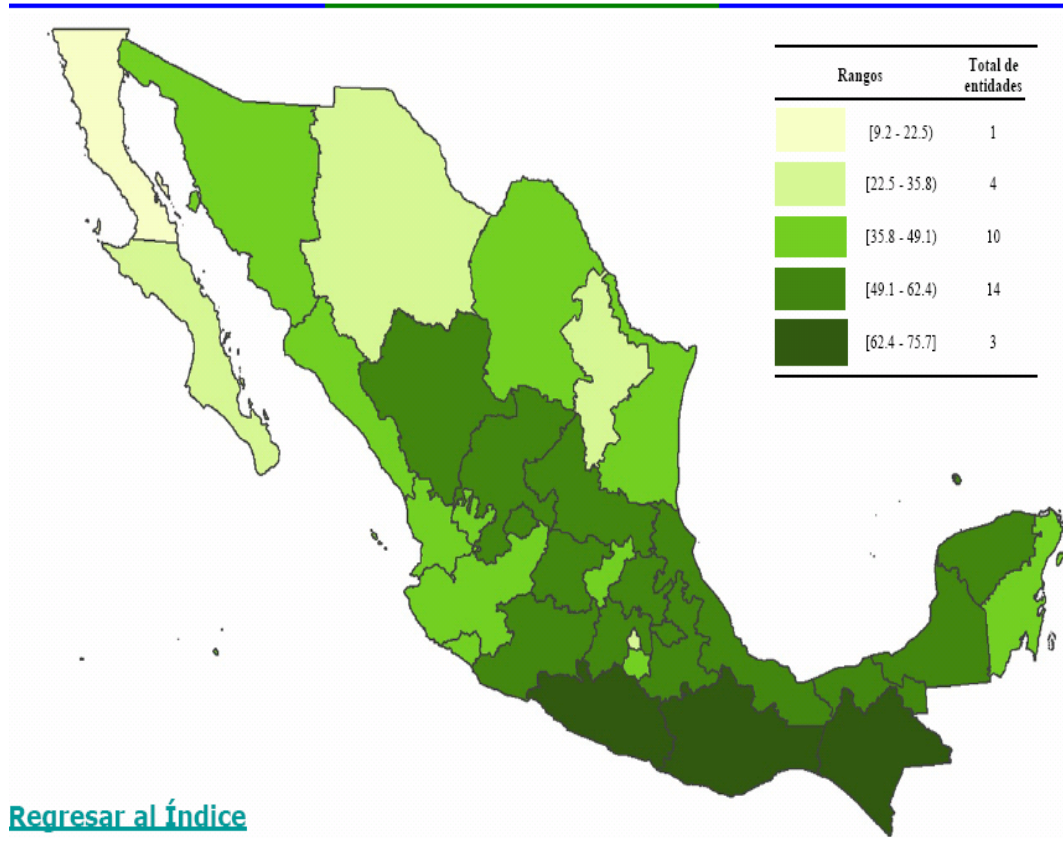 Rangos Total de entidades
[9.2 - 22.5) 1
[22.5 - 35.8) 4
[35.8 - 49.1) 10
[49.1 - 62.4) 14
[62.4 - 75.7] 3
Regresar al Índice